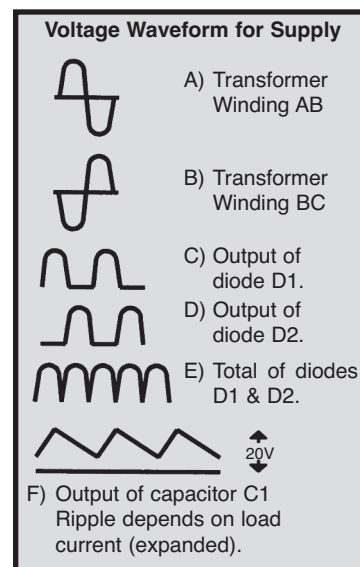 Voltage Waveform for Supply
A) Transformer
Winding AB
B) Transformer
Winding BC
C) Output of
diode D1.
D) Output of
diode D2.
E) Total of diodes
D1 & D2.
20V
F) Output of capacitor C1
Ripple depends on load
current (expanded).